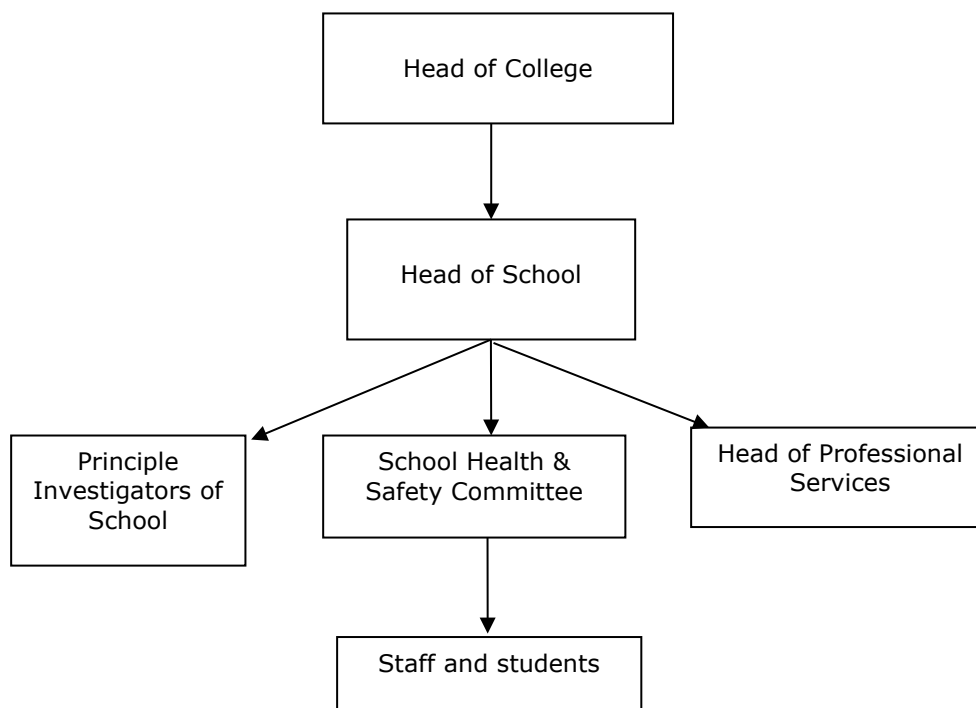 Head of College
Head of School
Principle
Investigators of
School
School Health &
Safety Committee
Head of Professional
Services
Staff and students